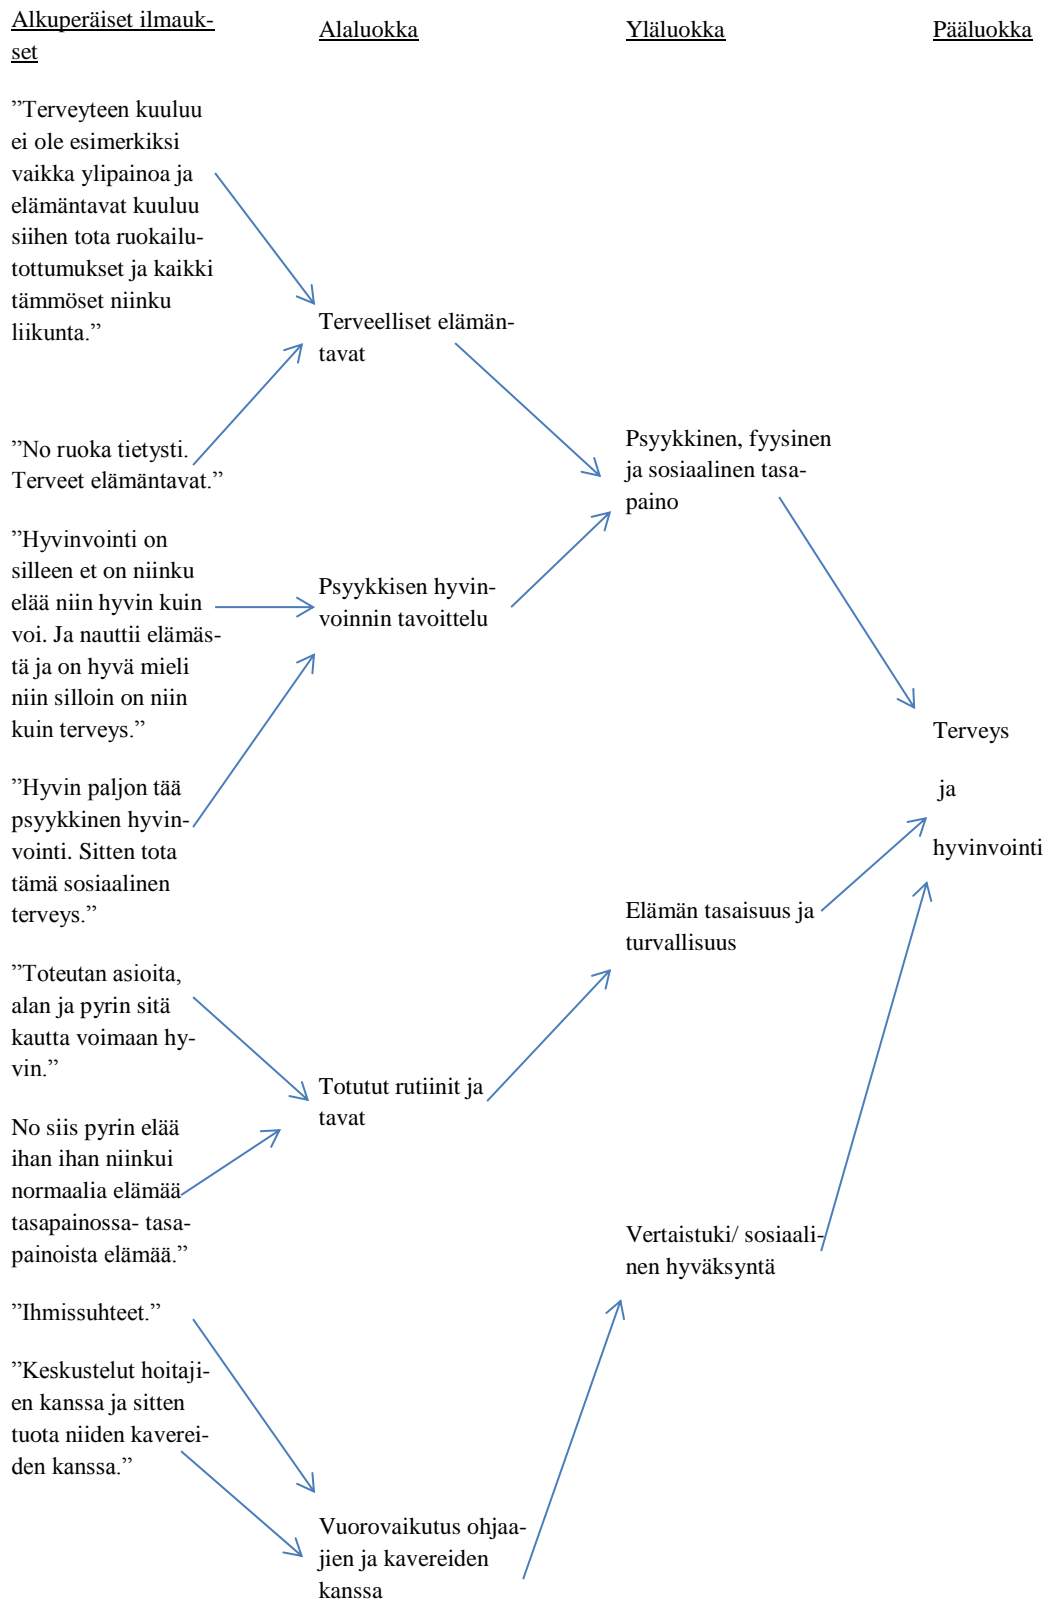 Alkuperäiset ilmauk-
set
Alaluokka
Yläluokka
Pääluokka
”Terveyteen kuuluu
ei ole esimerkiksi
vaikka ylipainoa ja
elämäntavat kuuluu
siihen tota ruokailu-
tottumukset ja kaikki
tämmöset niinku
liikunta.”
”No ruoka tietysti.
Terveet elämäntavat.”
”Hyvinvointi on
silleen et on niinku
elää niin hyvin kuin
voi. Ja nauttii elämäs-
tä ja on hyvä mieli
niin silloin on niin
kuin terveys.”
”Hyvin paljon tää
psyykkinen hyvin-
vointi. Sitten tota
tämä sosiaalinen
terveys.”
”Toteutan asioita,
alan ja pyrin sitä
kautta voimaan hy-
vin.”
No siis pyrin elää
ihan ihan niinkui
normaalia elämää
tasapainossa- tasa-
painoista elämää.”
”Ihmissuhteet.”
”Keskustelut hoitaji-
en kanssa ja sitten
tuota niiden kaverei-
den kanssa.”
Terveelliset elämän-
tavat
Psyykkisen hyvin-
voinnin tavoittelu
Totutut rutiinit ja
tavat
Vuorovaikutus ohjaa-
jien ja kavereiden
kanssa
Psyykkinen, fyysinen
ja sosiaalinen tasa-
paino
Elämän tasaisuus ja
turvallisuus
Vertaistuki/ sosiaali-
nen hyväksyntä
Terveys
ja
hyvinvointi